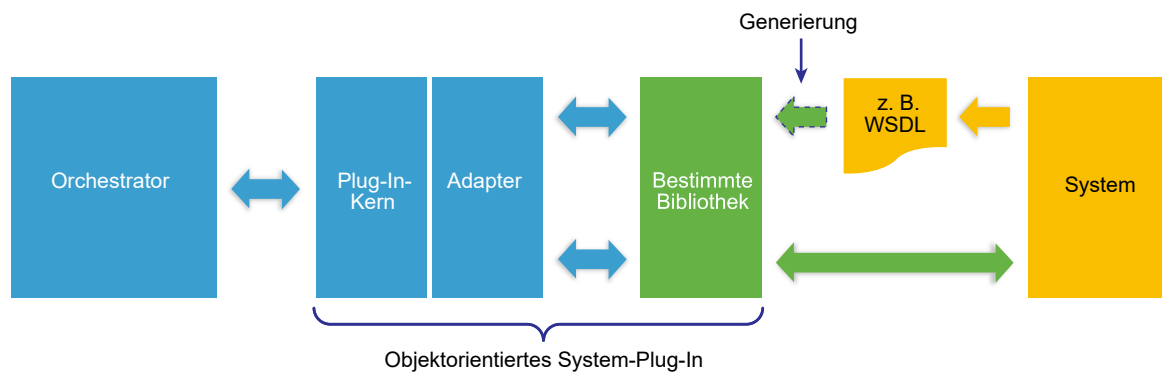 Generierung
Orchestrator
Plug-In-
Kern
Adapter
Bestimmte
Bibliothek
z. B.
WSDL
System
Objektorientiertes System-Plug-In